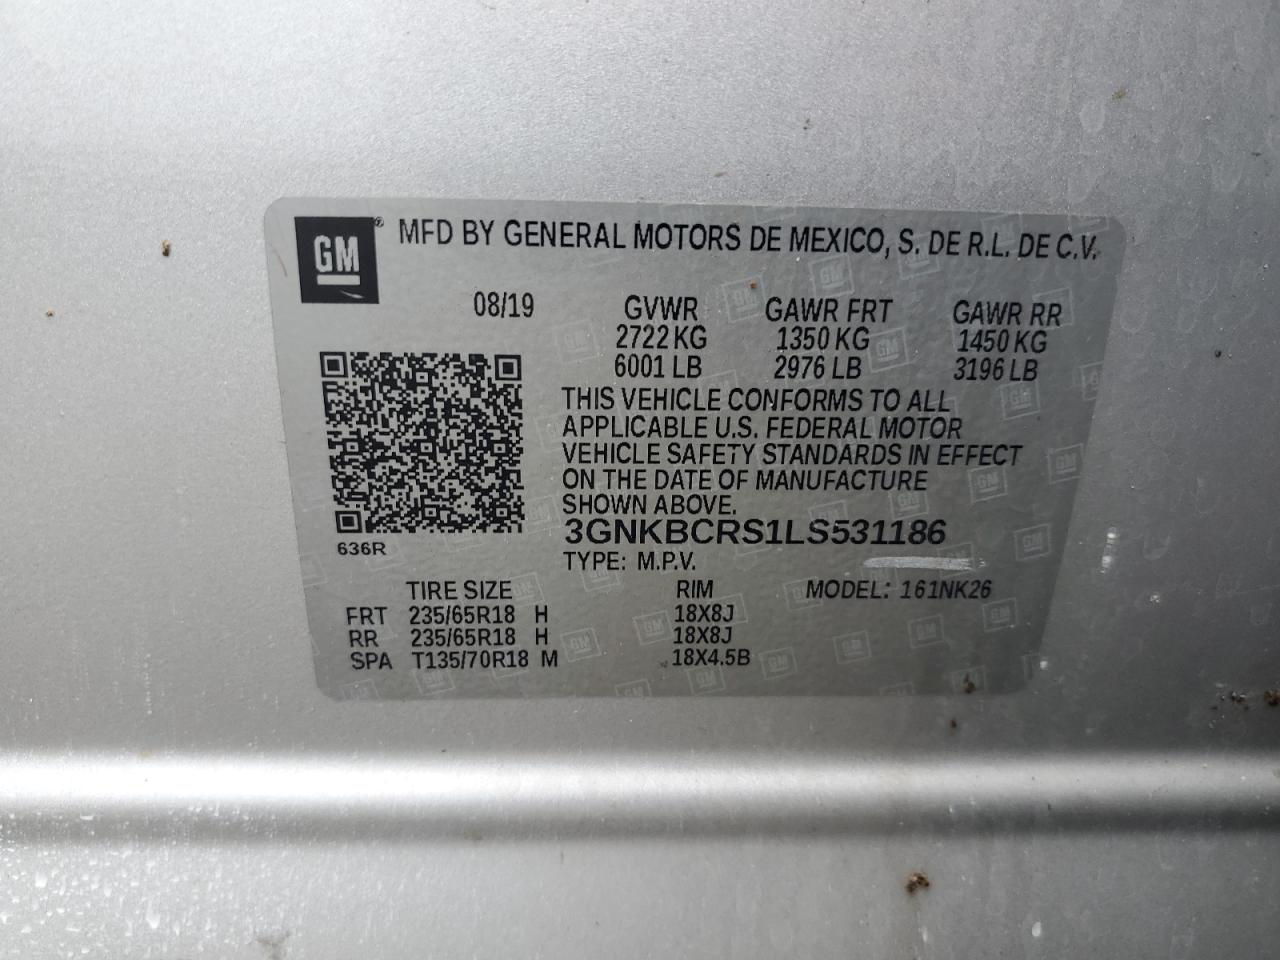 GM ® MFD BY GENERAL MOTORS DE MEXICO, S. DE R.L. DE C.V.
08/19 GVWR GAWR FRT GAWR RR
2722 KG 1350 KG 1450 KG
6001 LB 2976 LB 3196 LB
THIS VEHICLE CONFORMS TO ALL
APPLICABLE U.S. FEDERAL MOTOR
VEHICLE SAFETY STANDARDS IN EFFECT
ON THE DATE OF MANUFACTURE
SHOWN ABOVE.
3GNKBCRS1LS531186
636R
TYPE: M.P.V.
TIRE SIZE RIM MODEL: 161NK26
FRT 235/65R18 H 18X8J
RR 235/65R18 H 18X8J
SPA T135/70R18 M 18X4.5B